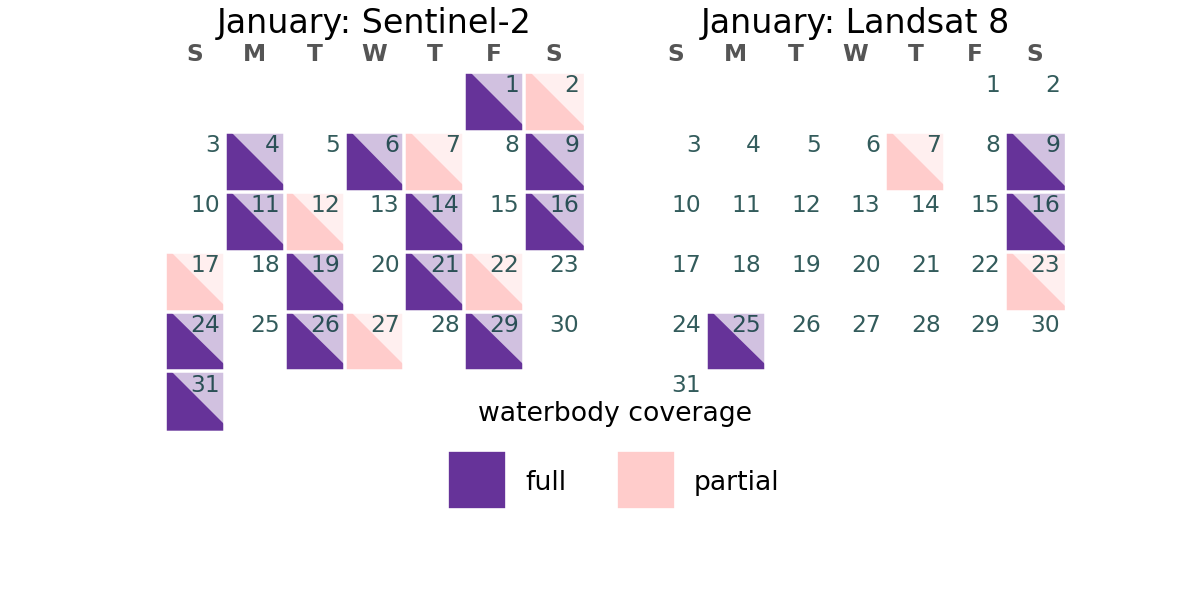 January: Sentinel-2
S M T W T F S
1 2
3 4 5 6 7 8 9
10 11 12 13 14 15 16
17 18 19 20 21 22 23
24 25 26 27 28 29 30
31
January: Landsat 8
S M T W T F S
1 2
3 4 5 6 7 8 9
10 11 12 13 14 15 16
17 18 19 20 21 22 23
24 25 26 27 28 29 30
31
waterbody coverage
full
partial